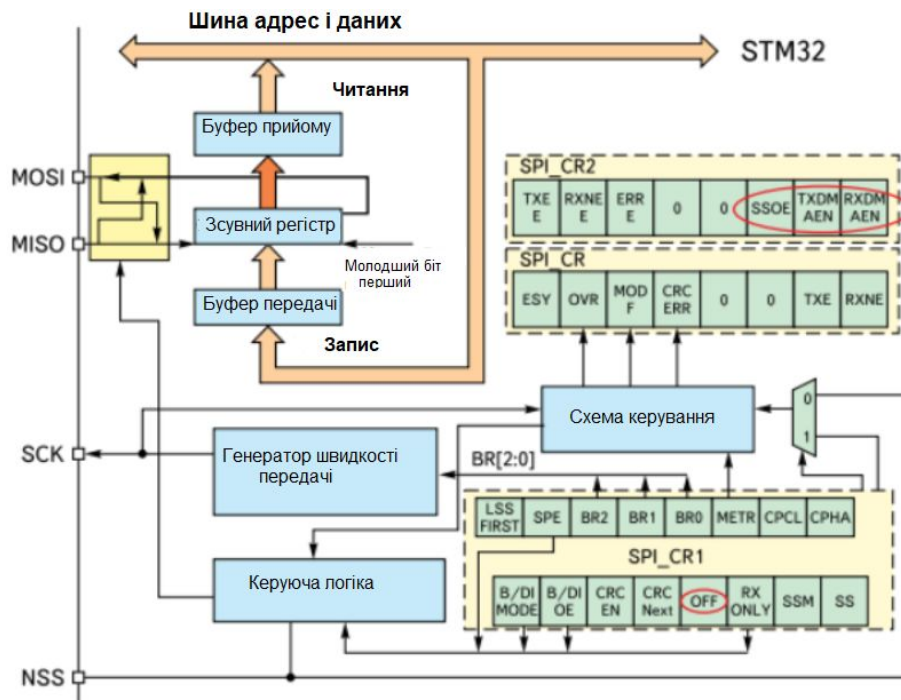 Шина адрес і даних
STM32
Читання
Буфер прийому
MOSI
MISO
Зсувний регістр
Молодший біт
перший
Буфер передачі
Запис
SPI_CR2
TXE
E
RXNE
E
ERR
E
0
0
SSOE
TXDM
AEN
RXDM
AEN
SPI_CR
ESY
OVR
MOD
F
CRC
ERR
0
0
TXE
RXNE
Схема керування
0
1
SCK
Генератор швидкості
передачі
BR[2:0]
LSS
FIRST
SPE
BR2
BR1
BR0
METR
CPCL
CPHA
SPI_CR1
Керуюча логіка
B/DI
MODE
B/DI
OE
CRC
EN
CRC
Next
OFF
RX
ONLY
SSM
SS
NSS